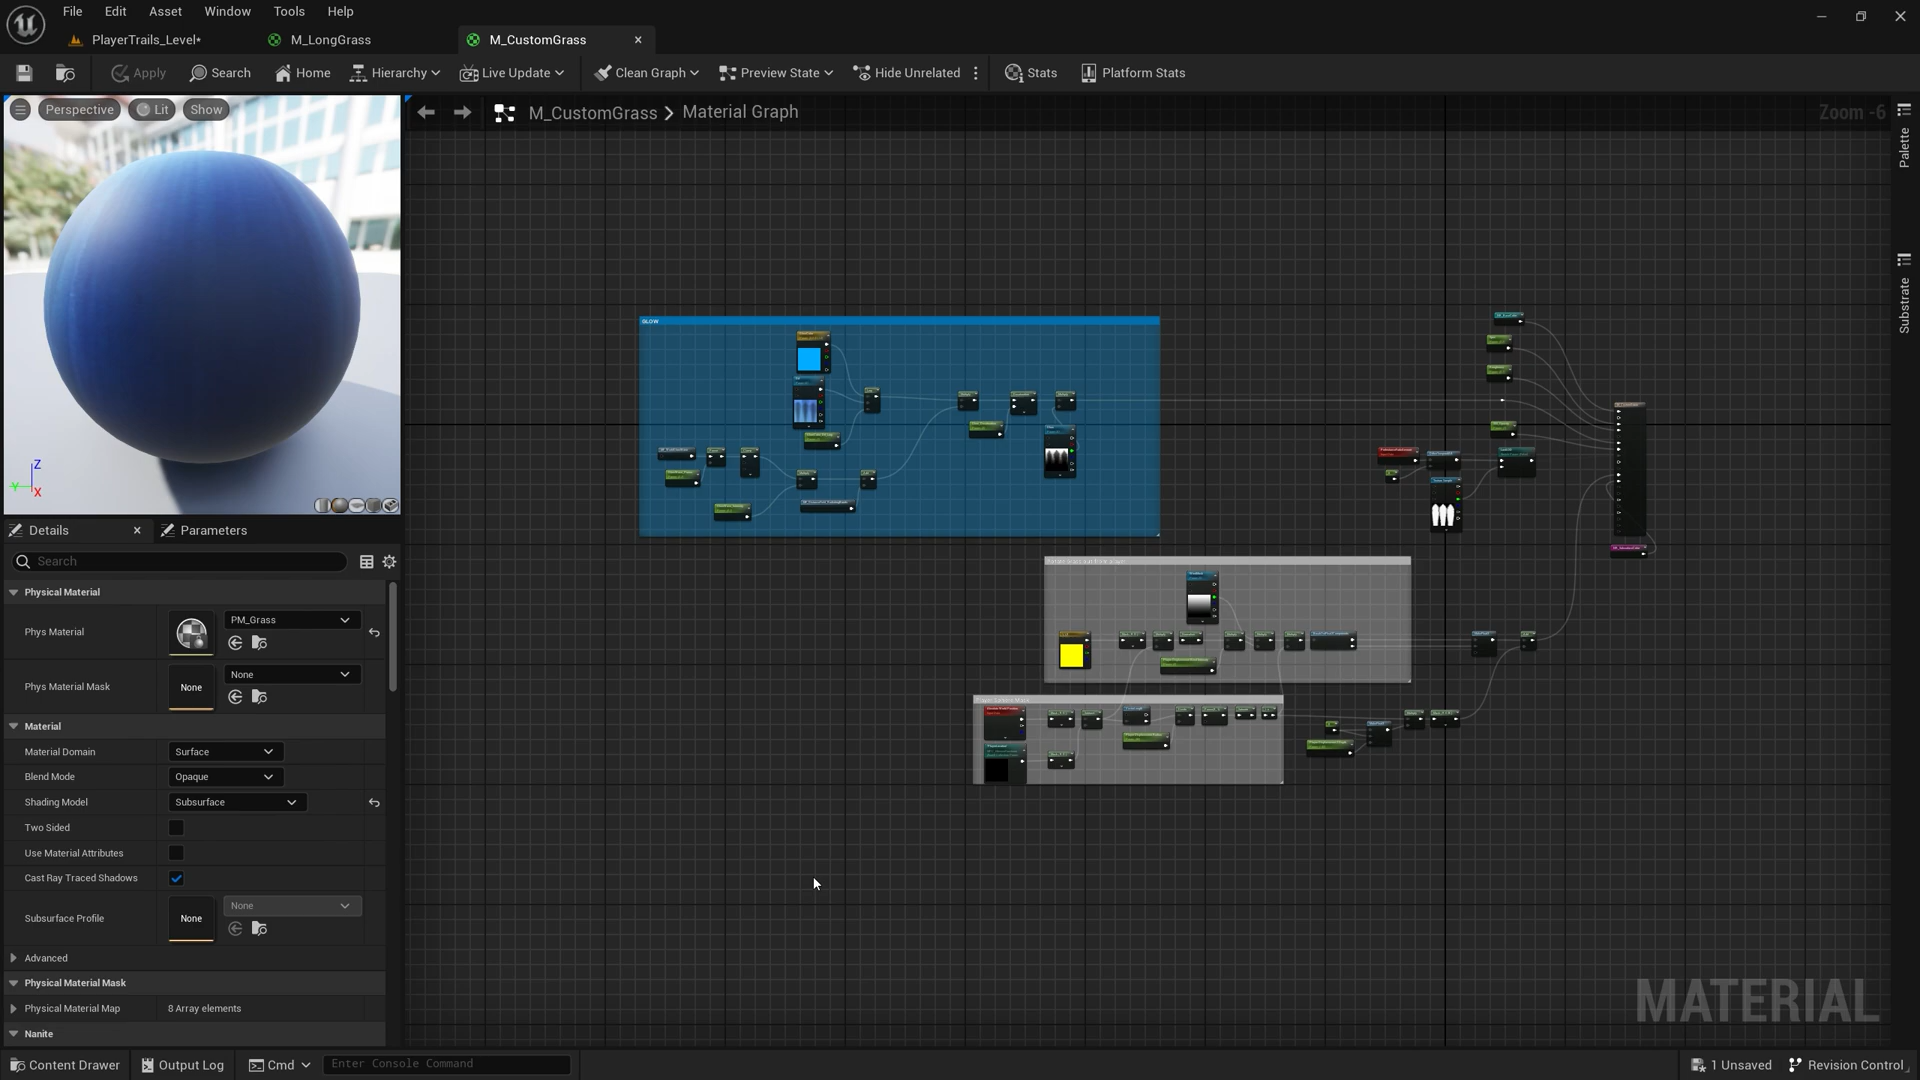 File Edit Asset Window Tools Help
PlayerTrails_Level*
M_LongGrass
M_CustomGrass
Apply
Search
Home
Hierarchy
Live Update
Clean Graph
Preview State
Hide Unrelated
Stats
Platform Stats
Perspective
Lit
Show
M_CustomGrass > Material Graph
Zoom -6
Palette
Substrate
GLOW
Z
Y
X
Details
Parameters
Search
Physical Material
Phys Material
PM_Grass
Phys Material Mask
None
None
Material
Material Domain
Surface
Blend Mode
Opaque
Shading Model
Subsurface
Two Sided
Use Material Attributes
Cast Ray Traced Shadows
Subsurface Profile
None
None
Advanced
Physical Material Mask
Physical Material Map
8 Array elements
Nanite
MATERIAL
Content Drawer
Output Log
Cmd
Enter Console Command
1 Unsaved
Revision Control